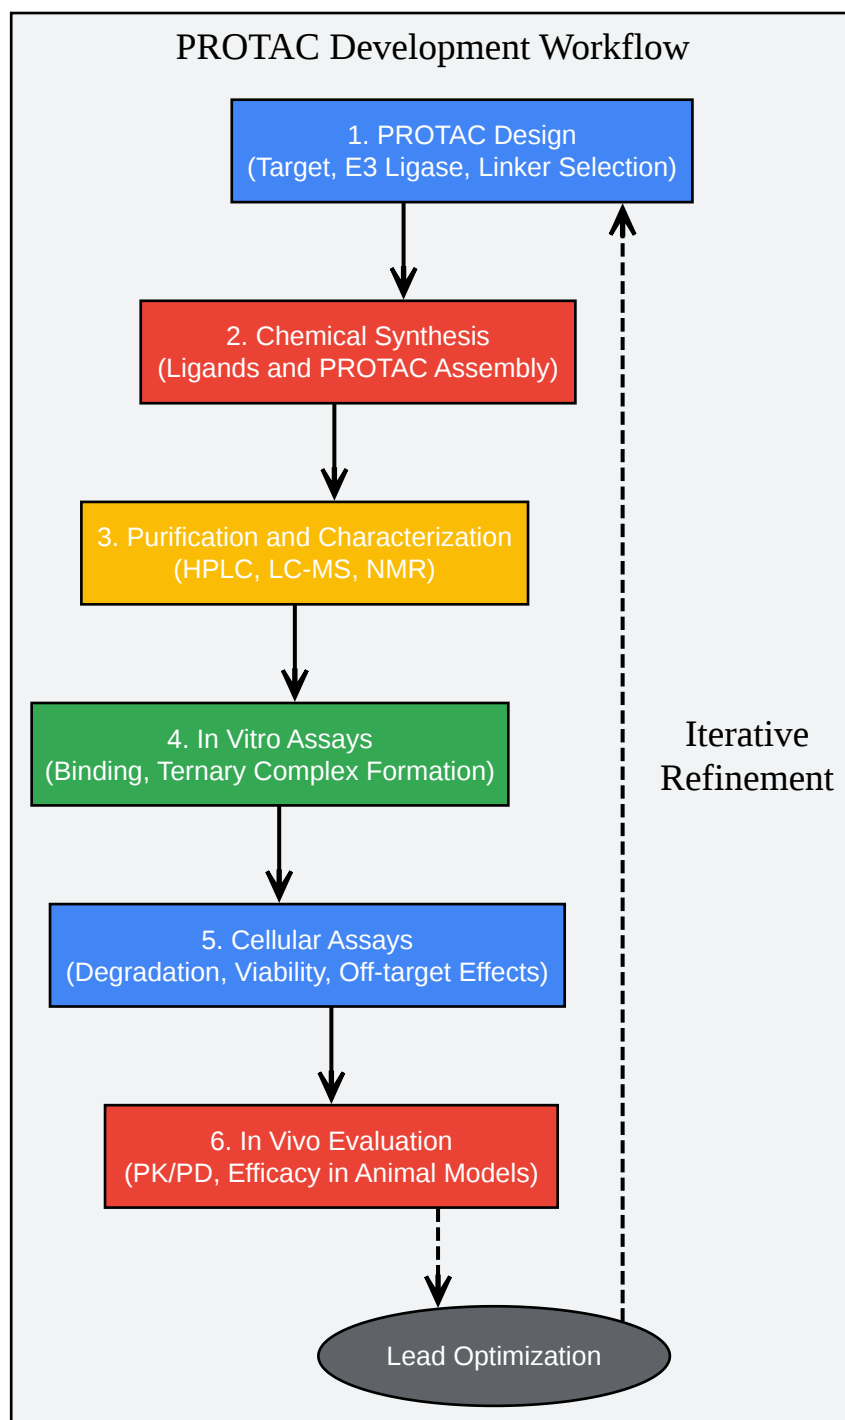 PROTAC Development Workflow
1. PROTAC Design
(Target, E3 Ligase, Linker Selection)
2. Chemical Synthesis
(Ligands and PROTAC Assembly)
3. Purification and Characterization
(HPLC, LC-MS, NMR)
4. In Vitro Assays
(Binding, Ternary Complex Formation)
Iterative
Refinement
5. Cellular Assays
(Degradation, Viability, Off-target Effects)
6. In Vivo Evaluation
(PK/PD, Efficacy in Animal Models)
Lead Optimization